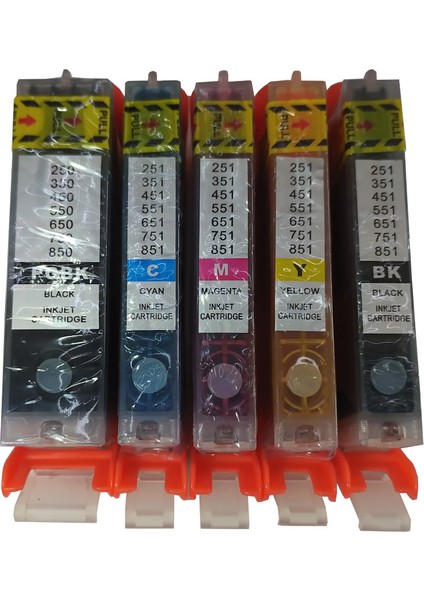 PULL
250
350
450
550
650
750
850
PGBK
BLACK
INKJET
CARTRIDGE
PULL
251
351
451
551
651
751
851
C
CYAN
INKJET
CARTRIDGE
PULL
251
351
451
551
651
751
851
M
MAGENTA
INKJET
CARTRIDGE
PULL
251
351
451
551
651
751
851
Y
YELLOW
INKJET
CARTRIDGE
PULL
251
351
451
551
651
751
851
BK
BLACK
INKJET
CARTRIDGE